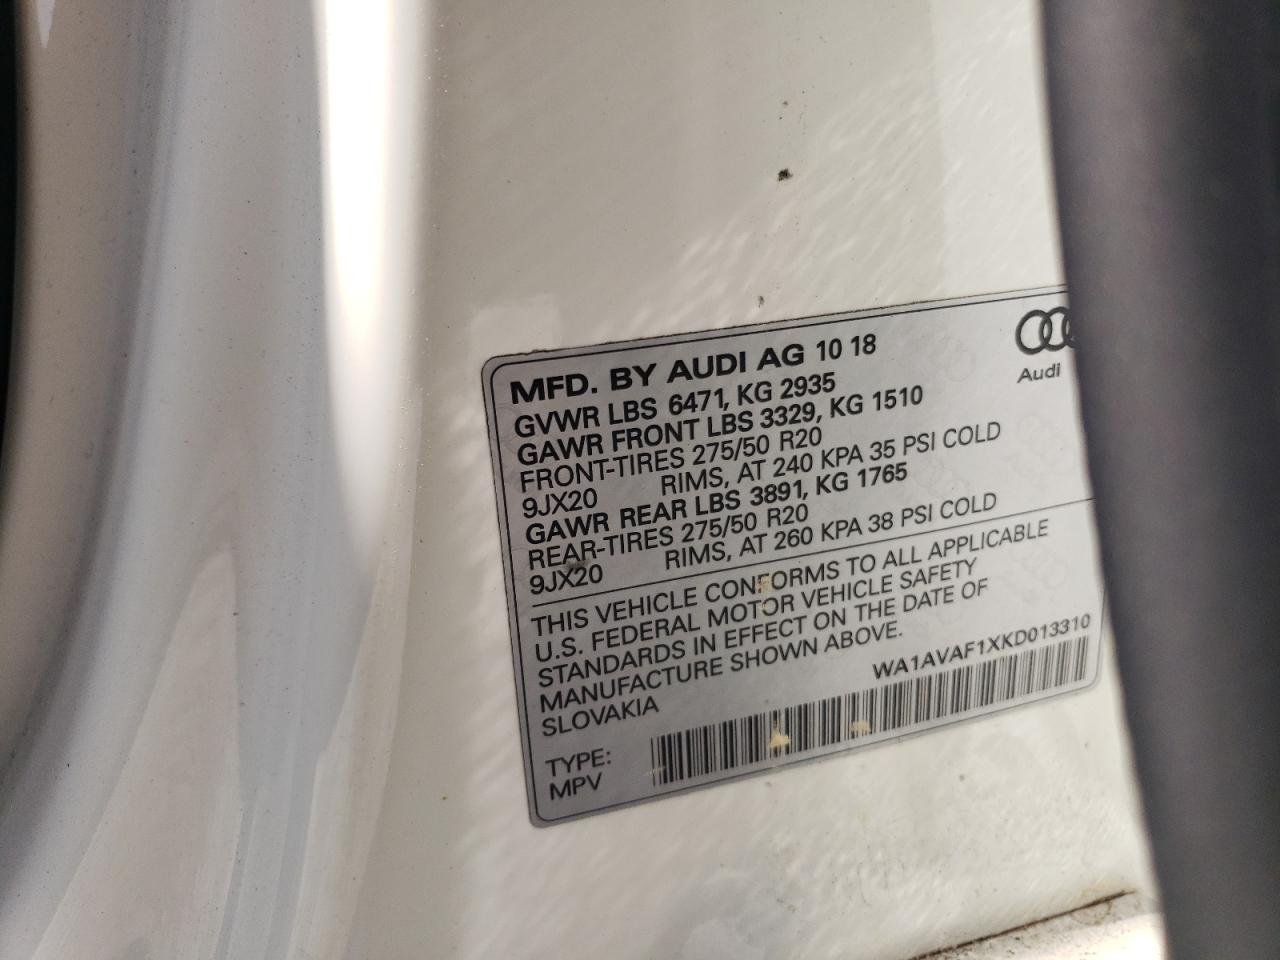 MFD. BY AUDI AG 10 18
Audi
GVWR LBS 6471, KG 2935
GAWR FRONT LBS 3329, KG 1510
FRONT-TIRES 275/50 R20
9JX20 RIMS, AT 240 KPA 35 PSI COLD
GAWR REAR LBS 3891, KG 1765
REAR-TIRES 275/50 R20
9JX20 RIMS, AT 260 KPA 38 PSI COLD
THIS VEHICLE CONFORMS TO ALL APPLICABLE
U.S. FEDERAL MOTOR VEHICLE SAFETY
STANDARDS IN EFFECT ON THE DATE OF
MANUFACTURE SHOWN ABOVE.
SLOVAKIA
WA1AVAF1XKD013310
TYPE:
MPV